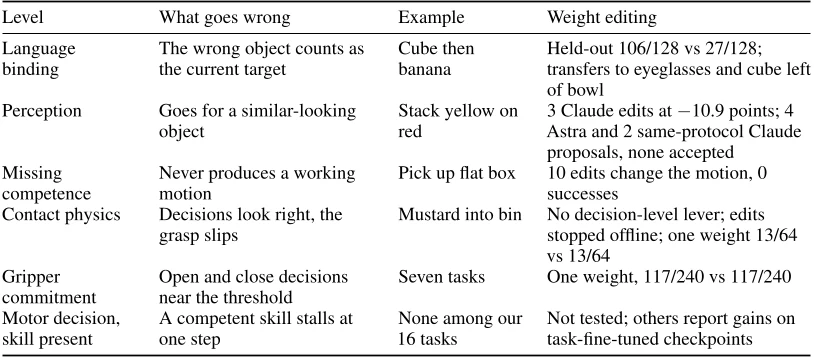 Level What goes wrong Example Weight editing
Language The wrong object counts as Cube then Held-out 106/128 vs 27/128;
binding the current target banana transfers to eyeglasses and cube left
of bowl
Perception Goes for a similar-looking Stack yellow on 3 Claude edits at −10.9 points; 4
object red Astra and 2 same-protocol Claude
proposals, none accepted
Missing Never produces a working Pick up flat box 10 edits change the motion, 0
competence motion successes
Contact physics Decisions look right, the Mustard into bin No decision-level lever; edits
grasp slips stopped offline; one weight 13/64
vs 13/64
Gripper Open and close decisions Seven tasks One weight, 117/240 vs 117/240
commitment near the threshold
Motor decision, A competent skill stalls at None among our Not tested; others report gains on
skill present one step 16 tasks task-fine-tuned checkpoints